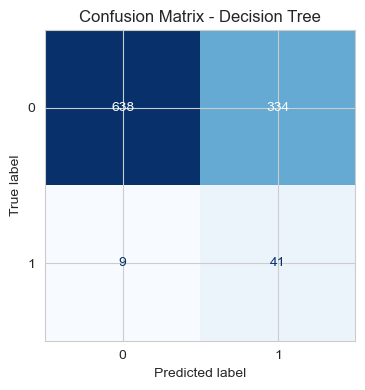 Confusion Matrix - Decision Tree
True label
0
638 334
1
9 41
0 1
Predicted label